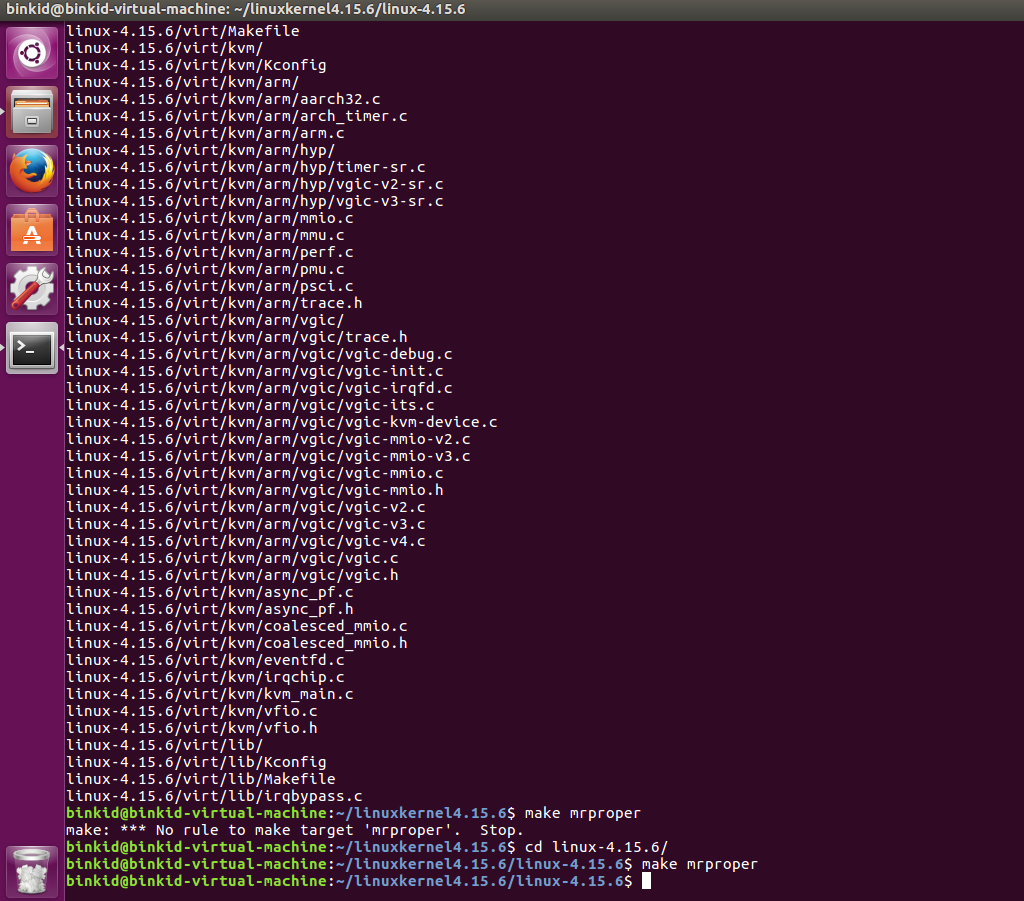 binkid@binkid-virtual-machine: ~/linuxkernel4.15.6/linux-4.15.6
linux-4.15.6/virt/Makefile
linux-4.15.6/virt/kvm/
linux-4.15.6/virt/kvm/Kconfig
linux-4.15.6/virt/kvm/arm/
linux-4.15.6/virt/kvm/arm/aarch32.c
linux-4.15.6/virt/kvm/arm/arch_timer.c
linux-4.15.6/virt/kvm/arm/arm.c
linux-4.15.6/virt/kvm/arm/hyp/
linux-4.15.6/virt/kvm/arm/hyp/timer-sr.c
linux-4.15.6/virt/kvm/arm/hyp/vgic-v2-sr.c
linux-4.15.6/virt/kvm/arm/hyp/vgic-v3-sr.c
linux-4.15.6/virt/kvm/arm/mmio.c
linux-4.15.6/virt/kvm/arm/mmu.c
linux-4.15.6/virt/kvm/arm/perf.c
linux-4.15.6/virt/kvm/arm/pmu.c
linux-4.15.6/virt/kvm/arm/psci.c
linux-4.15.6/virt/kvm/arm/trace.h
linux-4.15.6/virt/kvm/arm/vgic/
linux-4.15.6/virt/kvm/arm/vgic/trace.h
linux-4.15.6/virt/kvm/arm/vgic/vgic-debug.c
linux-4.15.6/virt/kvm/arm/vgic/vgic-init.c
linux-4.15.6/virt/kvm/arm/vgic/vgic-irqfd.c
linux-4.15.6/virt/kvm/arm/vgic/vgic-its.c
linux-4.15.6/virt/kvm/arm/vgic/vgic-kvm-device.c
linux-4.15.6/virt/kvm/arm/vgic/vgic-mmio-v2.c
linux-4.15.6/virt/kvm/arm/vgic/vgic-mmio-v3.c
linux-4.15.6/virt/kvm/arm/vgic/vgic-mmio.c
linux-4.15.6/virt/kvm/arm/vgic/vgic-mmio.h
linux-4.15.6/virt/kvm/arm/vgic/vgic-v2.c
linux-4.15.6/virt/kvm/arm/vgic/vgic-v3.c
linux-4.15.6/virt/kvm/arm/vgic/vgic-v4.c
linux-4.15.6/virt/kvm/arm/vgic/vgic.c
linux-4.15.6/virt/kvm/arm/vgic/vgic.h
linux-4.15.6/virt/kvm/async_pf.c
linux-4.15.6/virt/kvm/async_pf.h
linux-4.15.6/virt/kvm/coalesced_mmio.c
linux-4.15.6/virt/kvm/coalesced_mmio.h
linux-4.15.6/virt/kvm/eventfd.c
linux-4.15.6/virt/kvm/irqchip.c
linux-4.15.6/virt/kvm/kvm_main.c
linux-4.15.6/virt/kvm/vfio.c
linux-4.15.6/virt/kvm/vfio.h
linux-4.15.6/virt/lib/
linux-4.15.6/virt/lib/Kconfig
linux-4.15.6/virt/lib/Makefile
linux-4.15.6/virt/lib/irqbypass.c
binkid@binkid-virtual-machine:~/linuxkernel4.15.6$ make mrproper
make: *** No rule to make target 'mrproper'.  Stop.
binkid@binkid-virtual-machine:~/linuxkernel4.15.6$ cd linux-4.15.6/
binkid@binkid-virtual-machine:~/linuxkernel4.15.6/linux-4.15.6$ make mrproper
binkid@binkid-virtual-machine:~/linuxkernel4.15.6/linux-4.15.6$